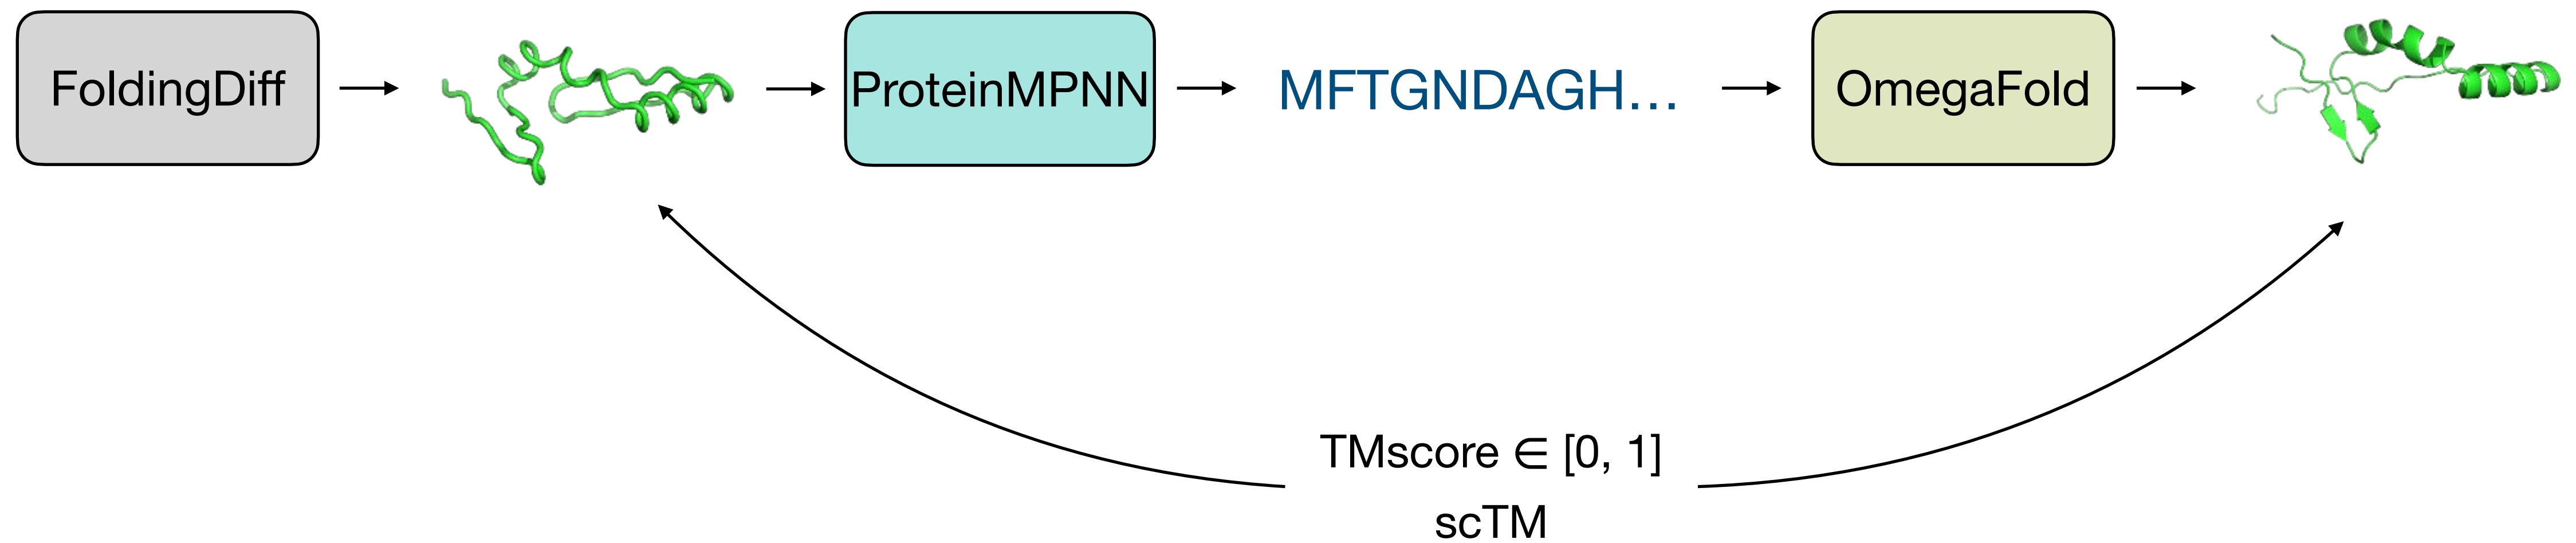 FoldingDiff
ProteinMPNN
MFTGNDAGH...
OmegaFold
TMscore ∈ [0, 1]
scTM